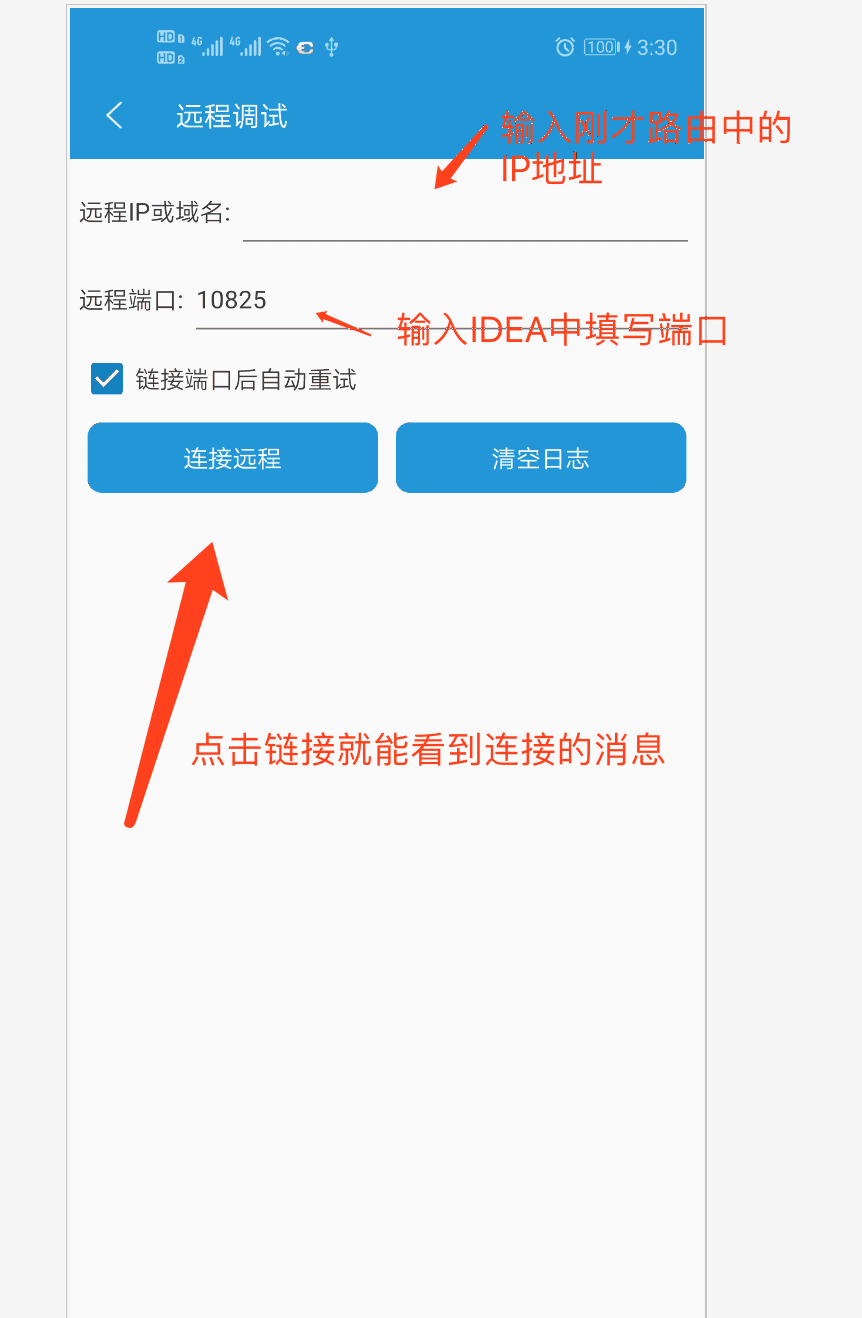 HD 1 4G 4G 100 3:30
HD 2
远程调试
输入刚才路由中的
IP地址
远程IP或域名:
远程端口: 10825
输入IDEA中填写端口
链接端口后自动重试
连接远程 清空日志
点击链接就能看到连接的消息